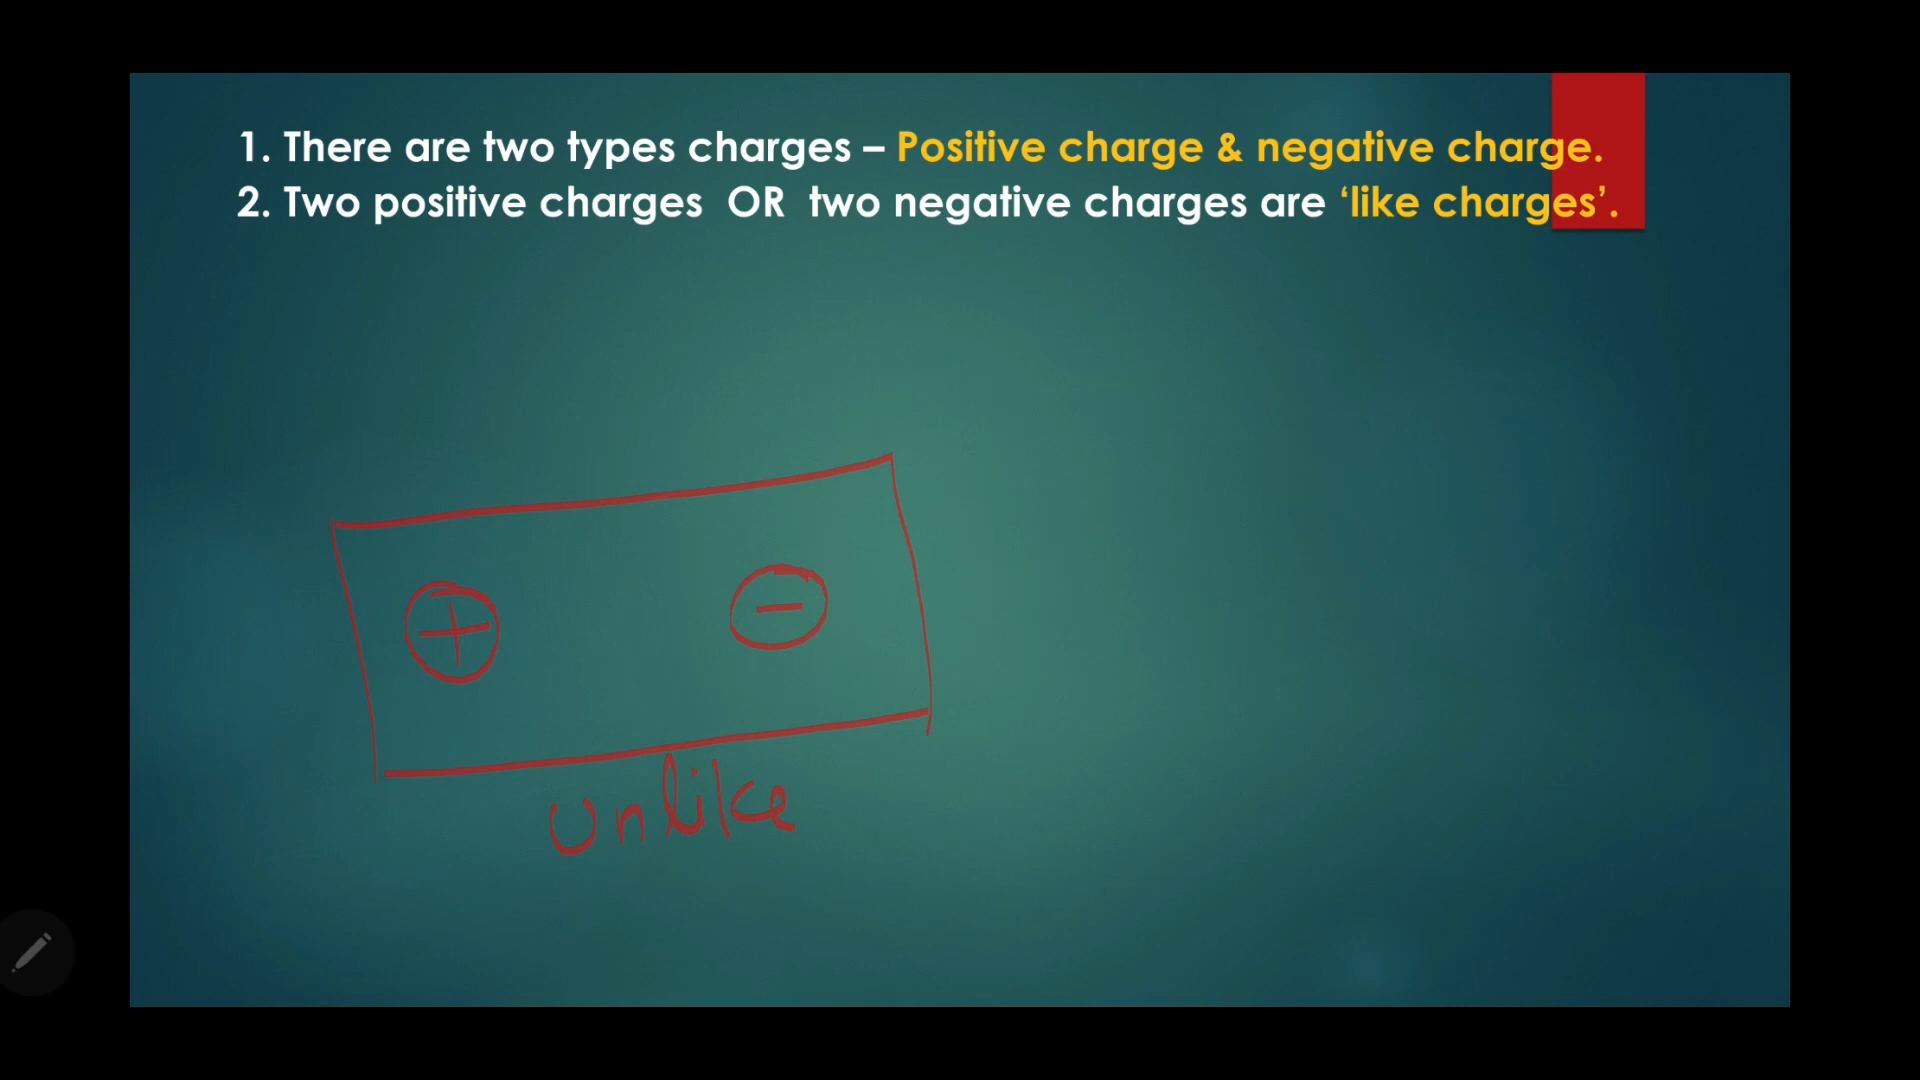 1. There are two types charges – Positive charge & negative charge.
2. Two positive charges OR two negative charges are ‘like charges’.
+ −
Unlike